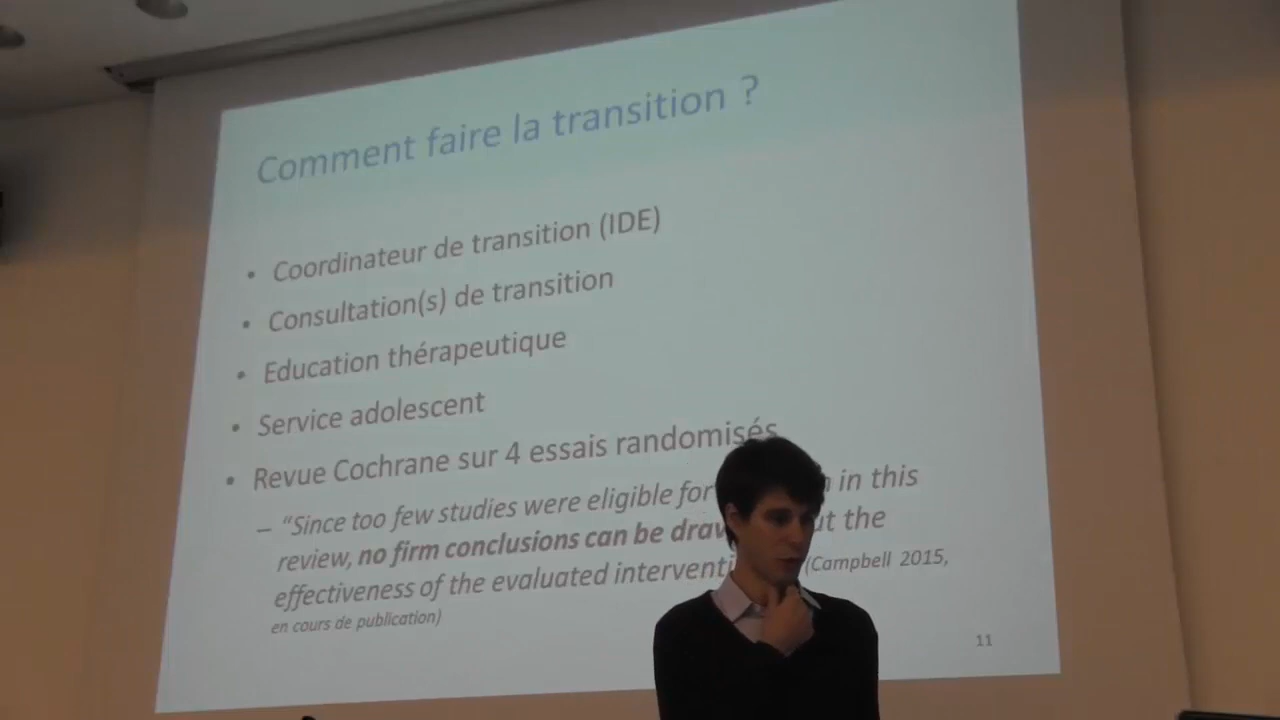 Comment faire la transition ?
• Coordinateur de transition (IDE)
• Consultation(s) de transition
• Education thérapeutique
• Service adolescent
• Revue Cochrane sur 4 essais randomisés
– “Since too few studies were eligible for in this
review, no firm conclusions can be the
effectiveness of the evaluated (Campbell 2015,
en cours de publication)
11